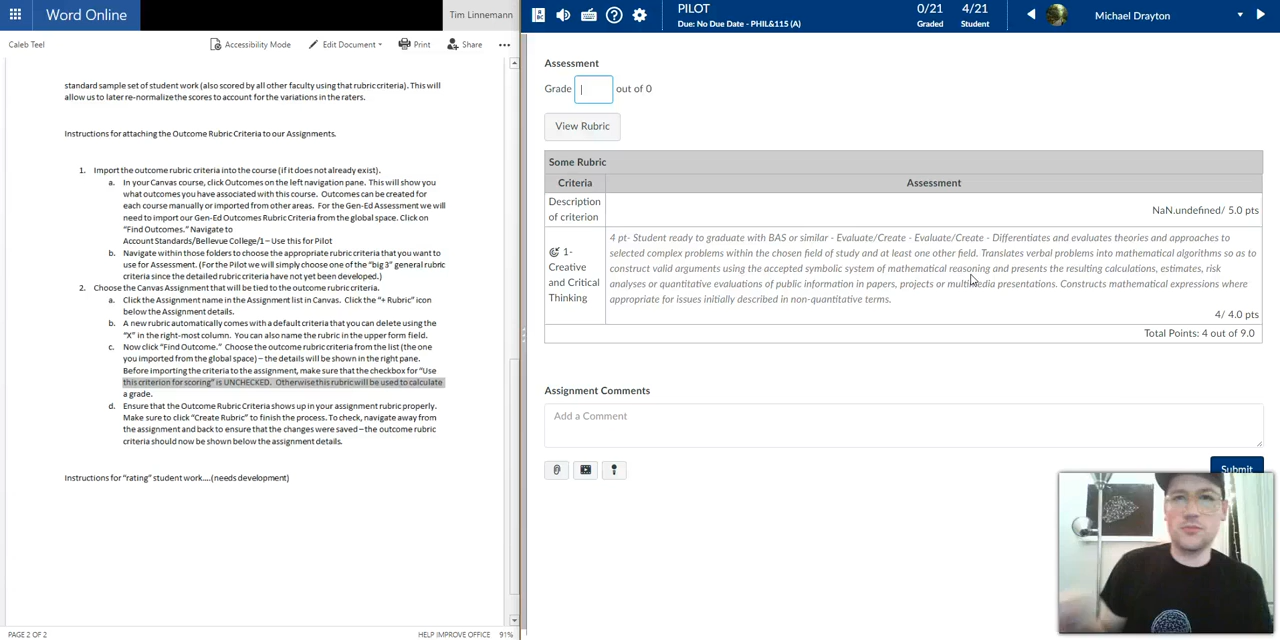 Word Online
Tim Linnemann
Caleb Teel
Accessibility Mode
Edit Document
Print
Share
standard sample set of student work (also scored by all other faculty using that rubric criteria). This will
allow us to later re-normalize the scores to account for the variations in the raters.
Instructions for attaching the Outcome Rubric Criteria to our Assignments.
1. Import the outcome rubric criteria into the course (if it does not already exist).
a. In your Canvas course, click Outcomes on the left navigation pane. This will show you
what outcomes you have associated with this course. Outcomes can be created for
each course manually or imported from other areas. For the Gen-Ed Assessment we will
need to import our Gen-Ed Outcomes Rubric Criteria from the global space. Click on
"Find Outcomes." Navigate to
Account Standards/Bellevue College/1 – Use this for Pilot
b. Navigate within those folders to choose the appropriate rubric criteria that you want to
use for Assessment. (For the Pilot we will simply choose one of the "big 3" general rubric
criteria since the detailed rubric criteria have not yet been developed.)
2. Choose the Canvas Assignment that will be tied to the outcome rubric criteria.
a. Click the Assignment name in the Assignment list in Canvas. Click the "+ Rubric" icon
below the Assignment details.
b. A new rubric automatically comes with a default criteria that you can delete using the
"X" in the right-most column. You can also name the rubric in the upper form field.
c. Now click "Find Outcome." Choose the outcome rubric criteria from the list (the one
you imported from the global space) – the details will be shown in the right pane.
Before importing the criteria to the assignment, make sure that the checkbox for "Use
this criterion for scoring" is UNCHECKED. Otherwise this rubric will be used to calculate
a grade.
d. Ensure that the Outcome Rubric Criteria shows up in your assignment rubric properly.
Make sure to click "Create Rubric" to finish the process. To check, navigate away from
the assignment and back to ensure that the changes were saved – the outcome rubric
criteria should now be shown below the assignment details.
Instructions for "rating" student work....(needs development)
PAGE 2 OF 2
HELP IMPROVE OFFICE 91%
PILOT
Due: No Due Date - PHIL&115 (A)
0/21
Graded
4/21
Student
Michael Drayton
Assessment
Grade out of 0
View Rubric
Some Rubric
Criteria Assessment
Description
of criterion
NaN.undefined/ 5.0 pts
1-
Creative
and Critical
Thinking
4 pt- Student ready to graduate with BAS or similar - Evaluate/Create - Evaluate/Create - Differentiates and evaluates theories and approaches to
selected complex problems within the chosen field of study and at least one other field. Translates verbal problems into mathematical algorithms so as to
construct valid arguments using the accepted symbolic system of mathematical reasoning and presents the resulting calculations, estimates, risk
analyses or quantitative evaluations of public information in papers, projects or multimedia presentations. Constructs mathematical expressions where
appropriate for issues initially described in non-quantitative terms.
4/ 4.0 pts
Total Points: 4 out of 9.0
Assignment Comments
Add a Comment
Submit